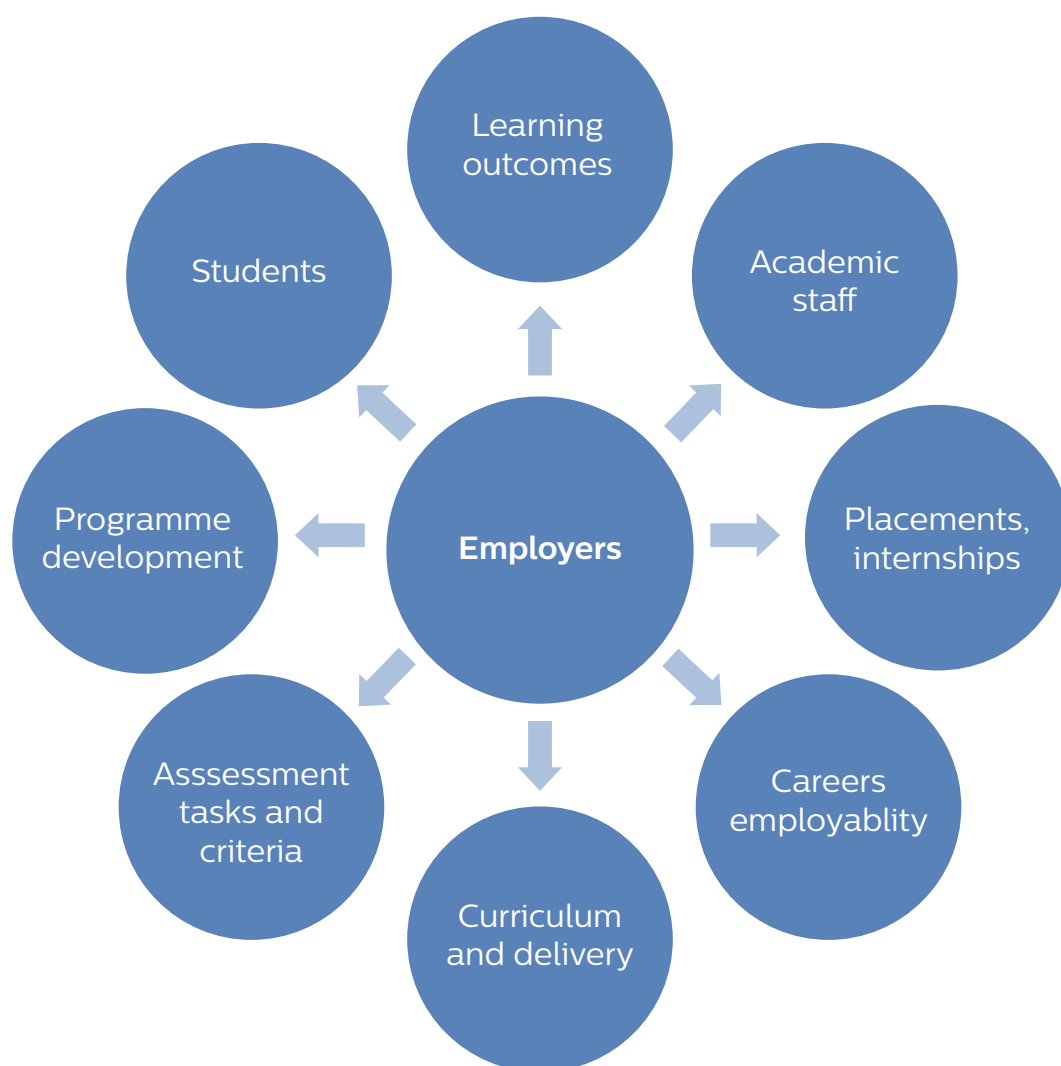 Learning
outcomes
Academic
staff
Placements,
internships
Careers
employablity
Curriculum
and delivery
Asssessment
tasks and
criteria
Programme
development
Students
Employers